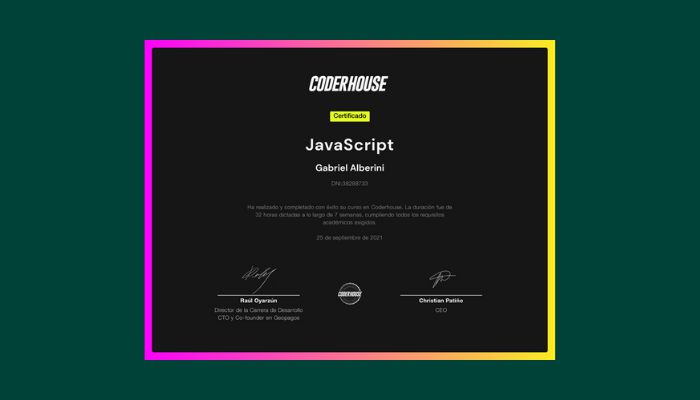 CODERHOUSE
Certificado
JavaScript
Gabriel Alberini
DNI:39288733
Ha realizado y completado con éxito su curso en Coderhouse. La duración fue de
32 horas dictadas a lo largo de 7 semanas, cumpliendo todos los requisitos
académicos exigidos.
25 de septiembre de 2021
Raúl Oyarzún
Director de la Carrera de Desarrollo
CTO y Co-founder en Geopagos
CODERHOUSE
Christian Patiño
CEO